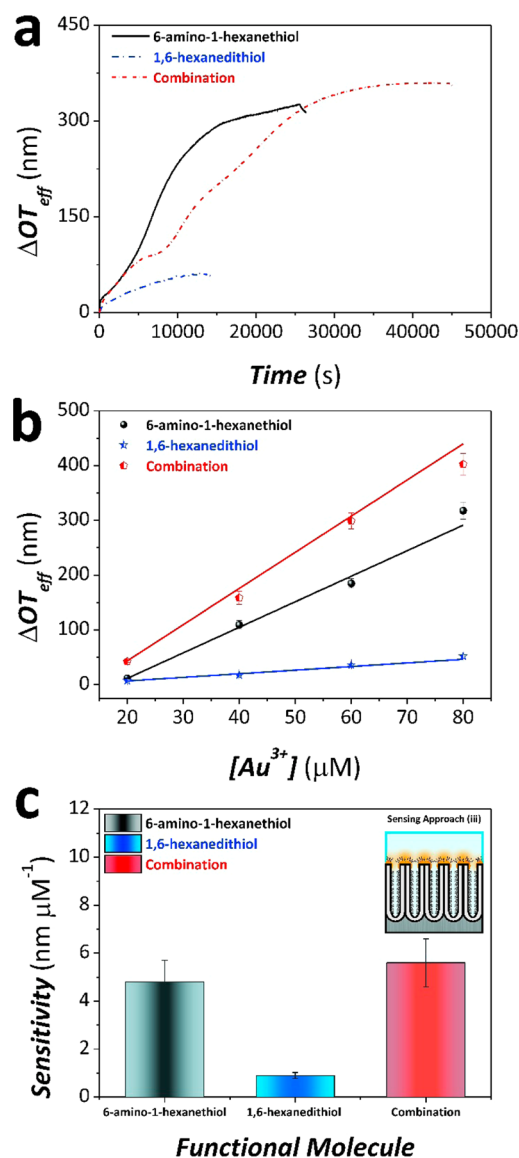 a
450
300
150
0
ΔOT_eff (nm)
6-amino-1-hexanethiol
1,6-hexanedithiol
Combination
0 10000 20000 30000 40000 50000
Time (s)
b
500
400
300
200
100
0
ΔOT_eff (nm)
6-amino-1-hexanethiol
1,6-hexanedithiol
Combination
20 30 40 50 60 70 80
[Au³⁺] (μM)
c
12
10
8
6
4
2
0
Sensitivity (nm μM⁻¹)
6-amino-1-hexanethiol
1,6-hexanedithiol
Combination
Sensing Approach (iii)
6-amino-1-hexanethiol 1,6-hexanedithiol Combination
Functional Molecule